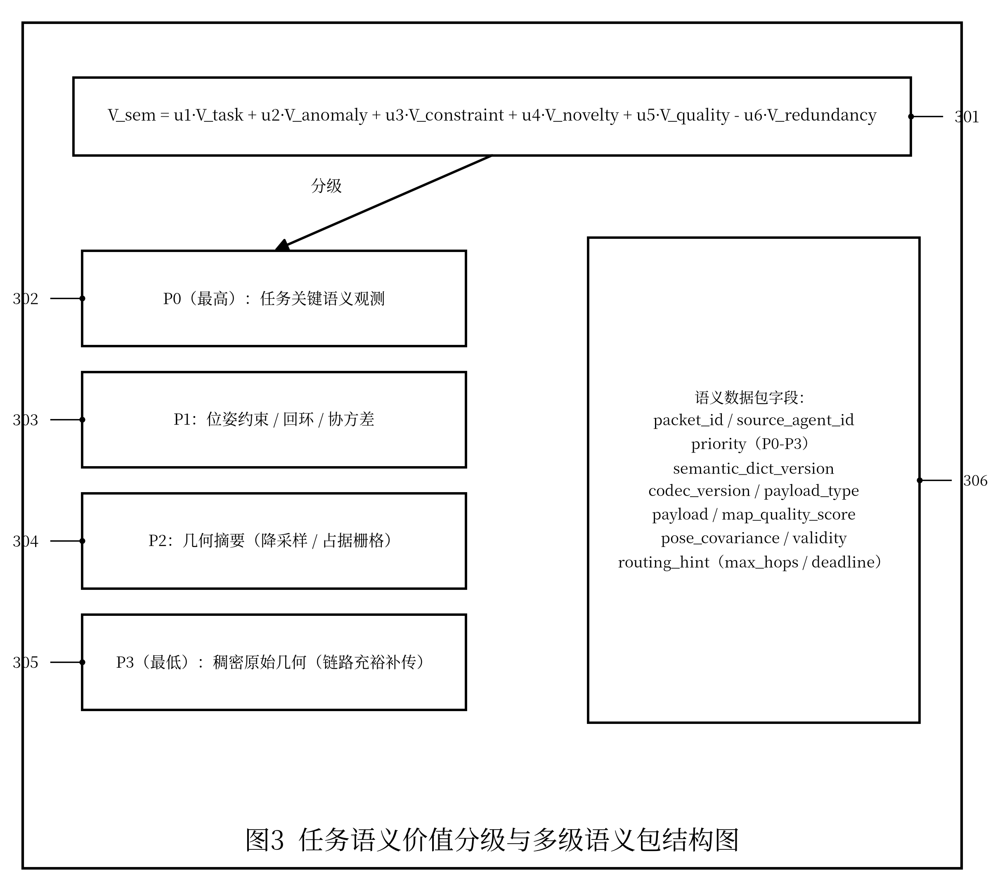 V_sem = u1·V_task + u2·V_anomaly + u3·V_constraint + u4·V_novelty + u5·V_quality - u6·V_redundancy
301
分级
302
P0（最高）：任务关键语义观测
303
P1：位姿约束 / 回环 / 协方差
304
P2：几何摘要（降采样 / 占据栅格）
305
P3（最低）：稠密原始几何（链路充裕补传）
语义数据包字段：
packet_id / source_agent_id
priority（P0-P3）
semantic_dict_version
codec_version / payload_type
payload / map_quality_score
pose_covariance / validity
routing_hint（max_hops / deadline）
306
图3 任务语义价值分级与多级语义包结构图